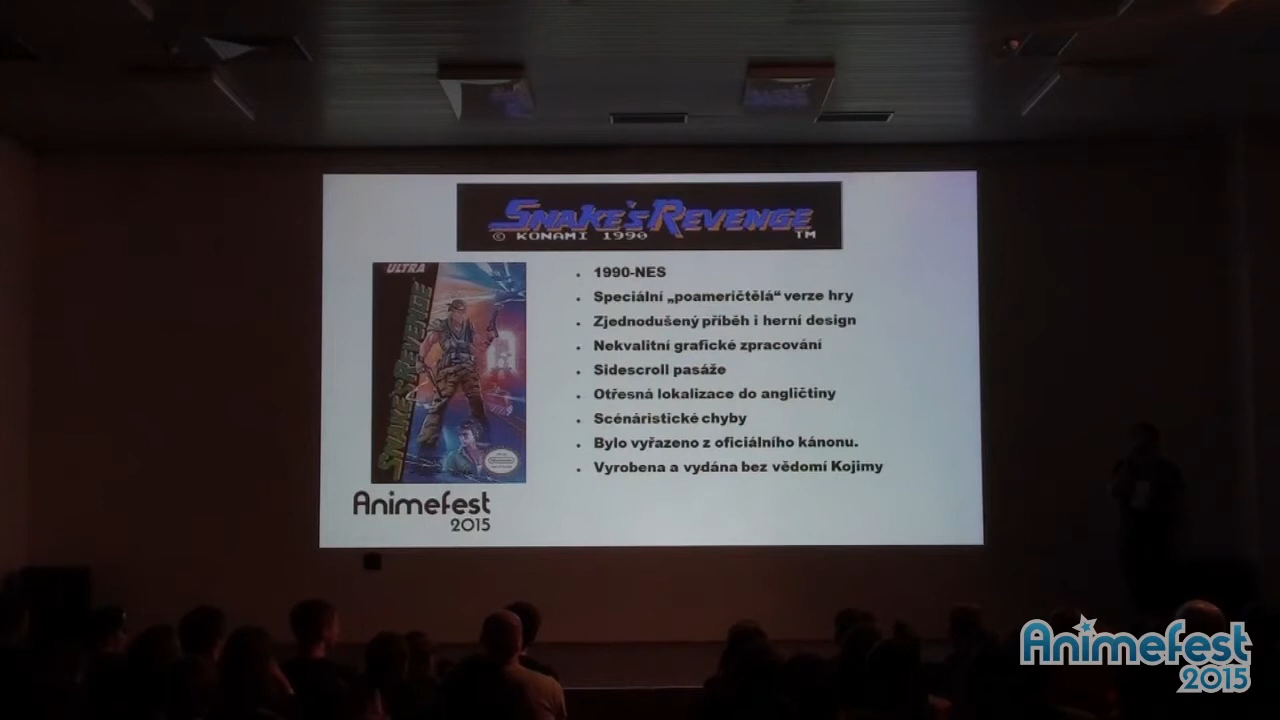 SNAKE'S REVENGE
© KONAMI 1990 TM
ULTRA
SNAKE'S REVENGE
1990-NES
Speciální „poameričtělá“ verze hry
Zjednodušený příběh i herní design
Nekvalitní grafické zpracování
Sidescroll pasáže
Otřesná lokalizace do angličtiny
Scénáristické chyby
Bylo vyřazeno z oficiálního kánonu.
Vyrobena a vydána bez vědomí Kojimy
Animefest
2015
Animefest
2015